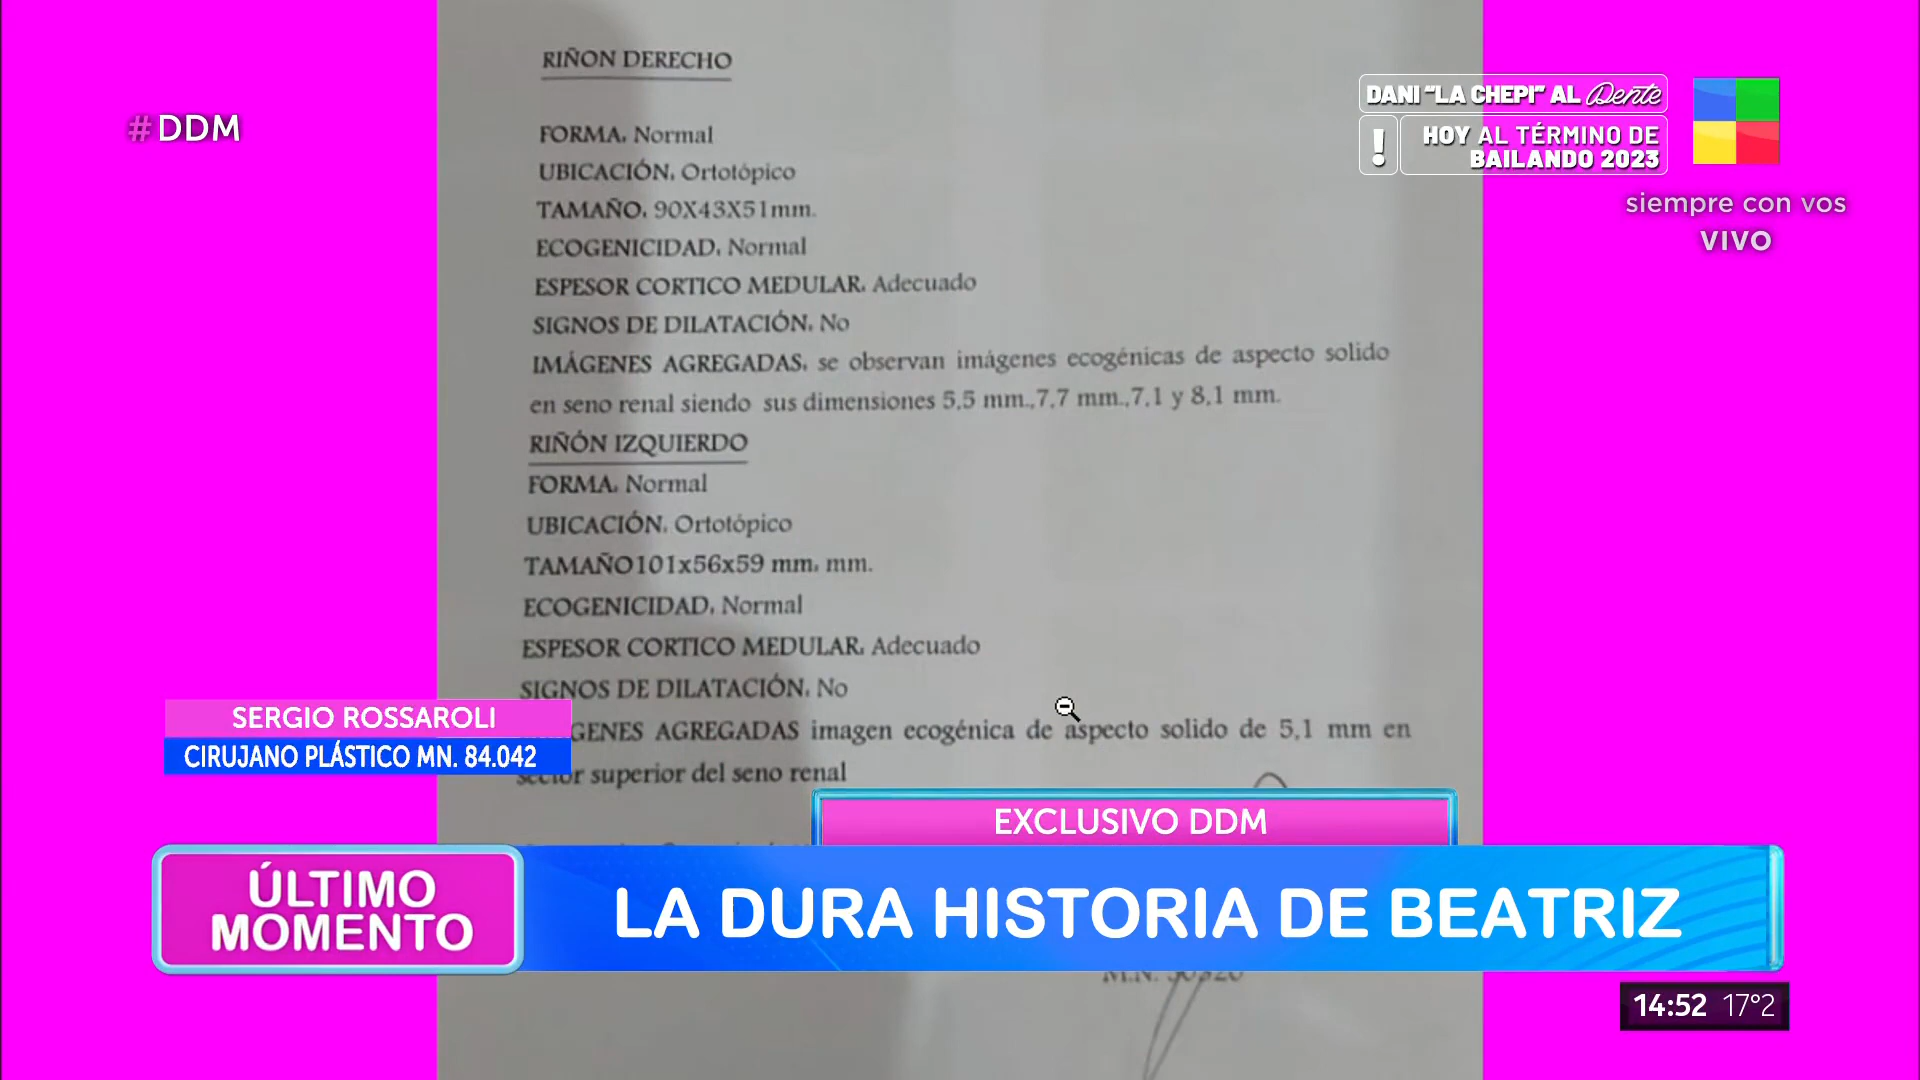 RIÑON DERECHO
#DDM
DANI “LA CHEPI” AL Dente
! HOY AL TÉRMINO DE
BAILANDO 2023
siempre con vos
VIVO
FORMA. Normal
UBICACIÓN. Ortotópico
TAMAÑO. 90X43X51mm.
ECOGENICIDAD. Normal
ESPESOR CORTICO MEDULAR. Adecuado
SIGNOS DE DILATACIÓN. No
IMÁGENES AGREGADAS. se observan imágenes ecogénicas de aspecto solido
en seno renal siendo sus dimensiones 5,5 mm.,7,7 mm.,7,1 y 8,1 mm.
RIÑÓN IZQUIERDO
FORMA. Normal
UBICACIÓN. Ortotópico
TAMAÑO101x56x59 mm. mm.
ECOGENICIDAD. Normal
ESPESOR CORTICO MEDULAR. Adecuado
SIGNOS DE DILATACIÓN. No
GENES AGREGADAS imagen ecogénica de aspecto solido de 5,1 mm en
sector superior del seno renal
SERGIO ROSSAROLI
CIRUJANO PLÁSTICO MN. 84.042
EXCLUSIVO DDM
ÚLTIMO
MOMENTO
LA DURA HISTORIA DE BEATRIZ
14:52 17°2